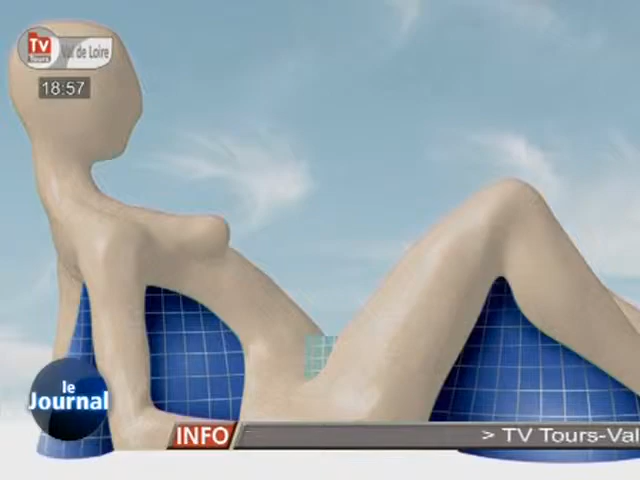 TV
Tours
Val de Loire
18:57
le
Journal
INFO
> TV Tours-Val